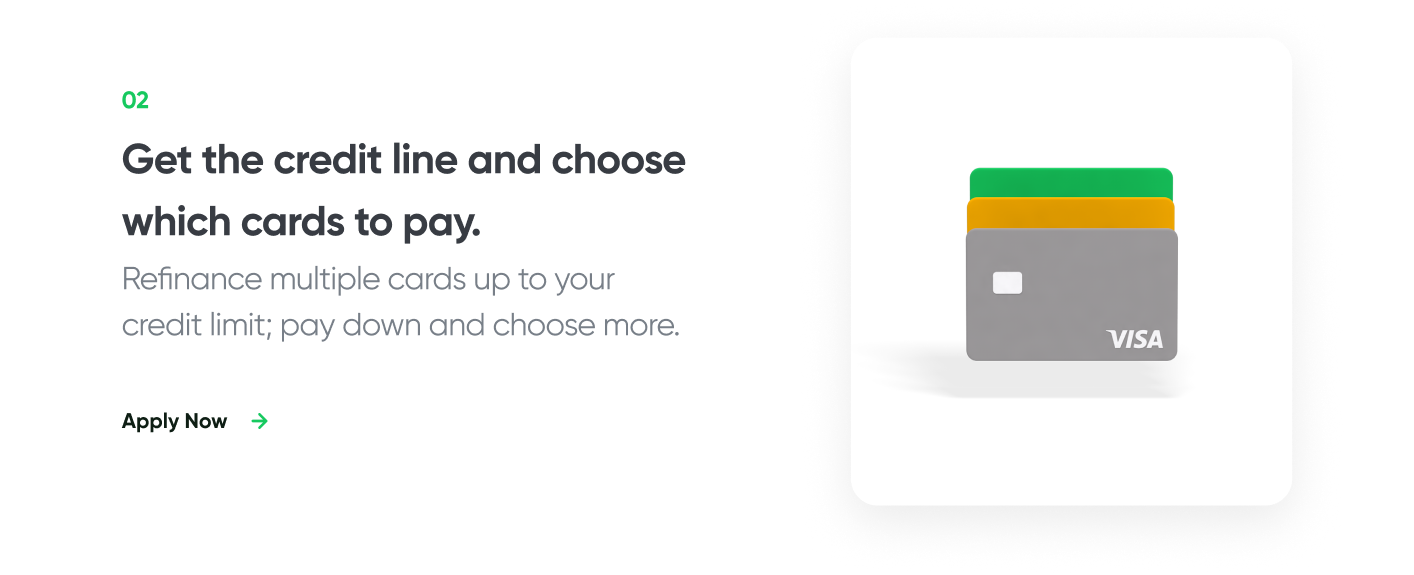 02
Get the credit line and choose
which cards to pay.
Refinance multiple cards up to your
credit limit; pay down and choose more.
Apply Now
VISA